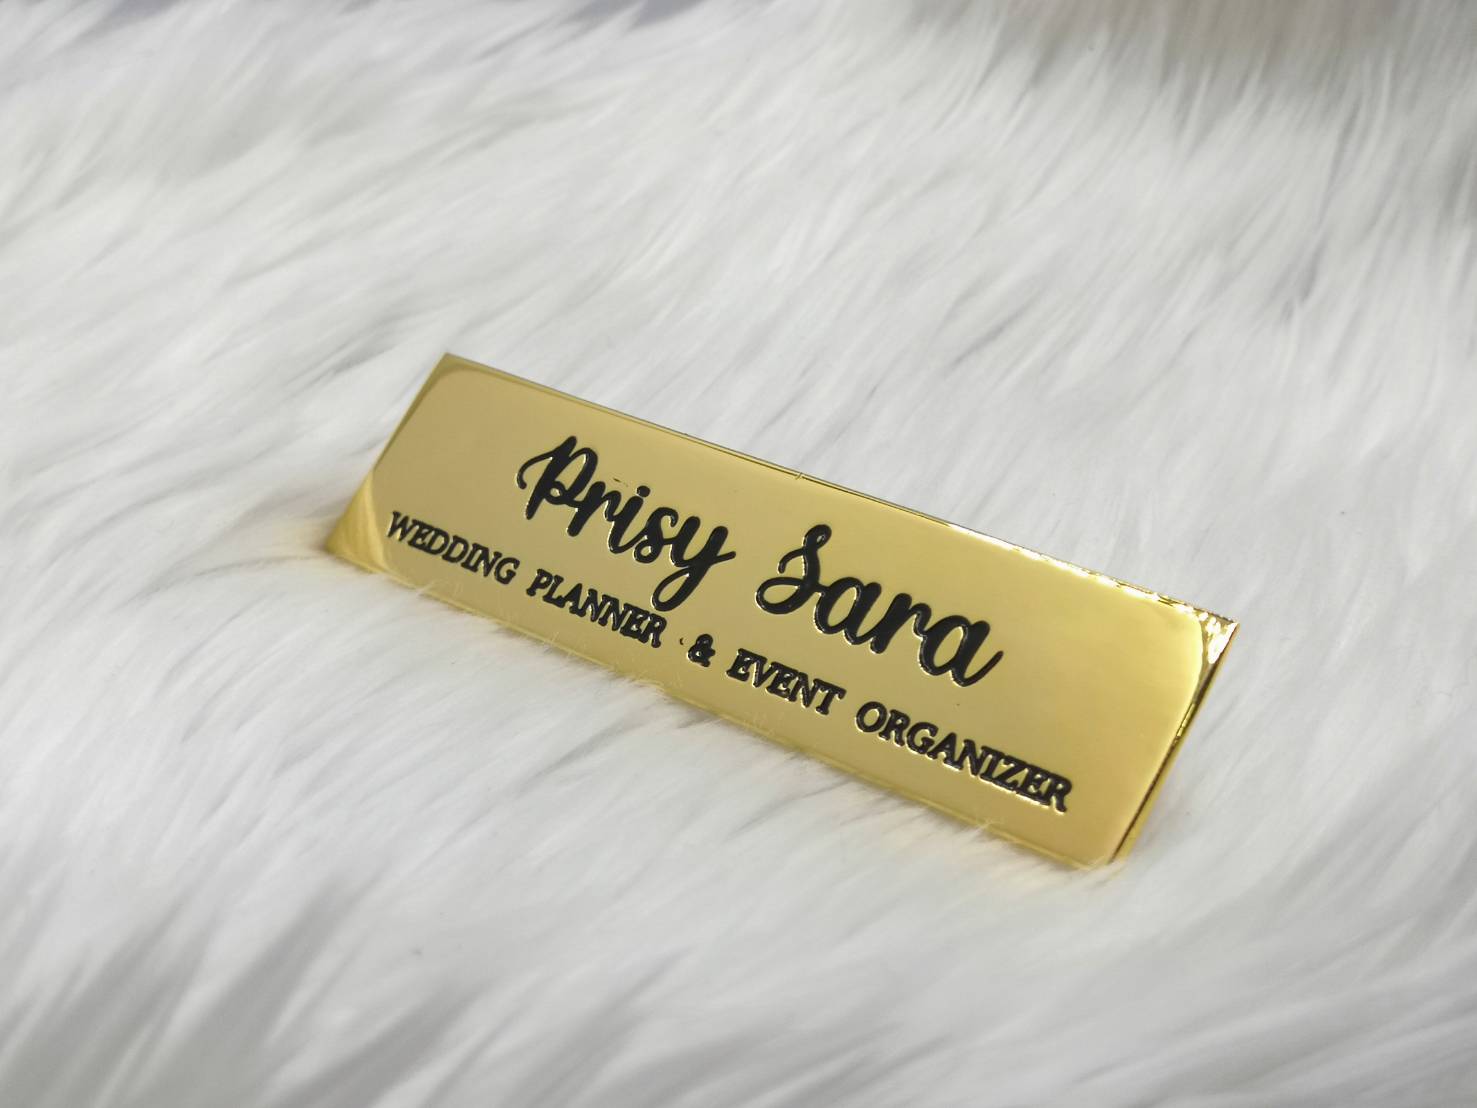 Prisy Sara
WEDDING PLANNER & EVENT ORGANIZER